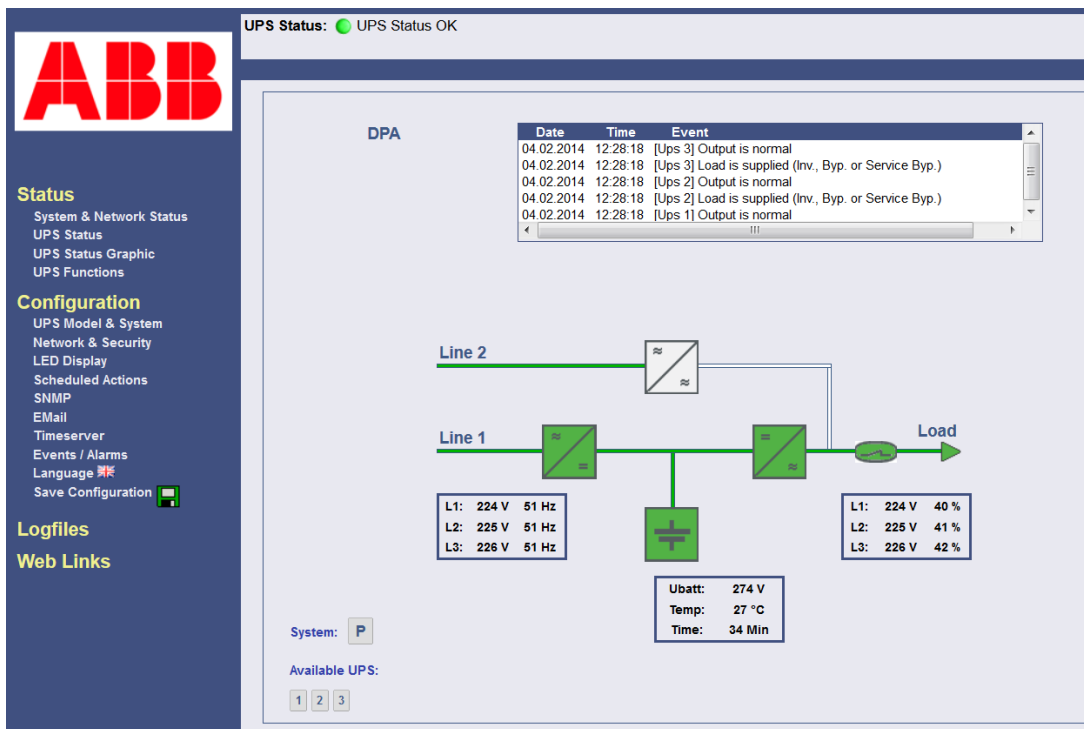 UPS Status: UPS Status OK
ABB
Status
System & Network Status
UPS Status
UPS Status Graphic
UPS Functions
Configuration
UPS Model & System
Network & Security
LED Display
Scheduled Actions
SNMP
EMail
Timeserver
Events / Alarms
Language
Save Configuration
Logfiles
Web Links
DPA
Date Time Event
04.02.2014 12:28:18 [Ups 3] Output is normal
04.02.2014 12:28:18 [Ups 3] Load is supplied (Inv., Byp. or Service Byp.)
04.02.2014 12:28:18 [Ups 2] Output is normal
04.02.2014 12:28:18 [Ups 2] Load is supplied (Inv., Byp. or Service Byp.)
04.02.2014 12:28:18 [Ups 1] Output is normal
Line 2
≈
≈
Line 1
≈
=
=
≈
Load
L1: 224 V 51 Hz
L2: 225 V 51 Hz
L3: 226 V 51 Hz
L1: 224 V 40 %
L2: 225 V 41 %
L3: 226 V 42 %
Ubatt: 274 V
Temp: 27 °C
Time: 34 Min
System: P
Available UPS:
1 2 3